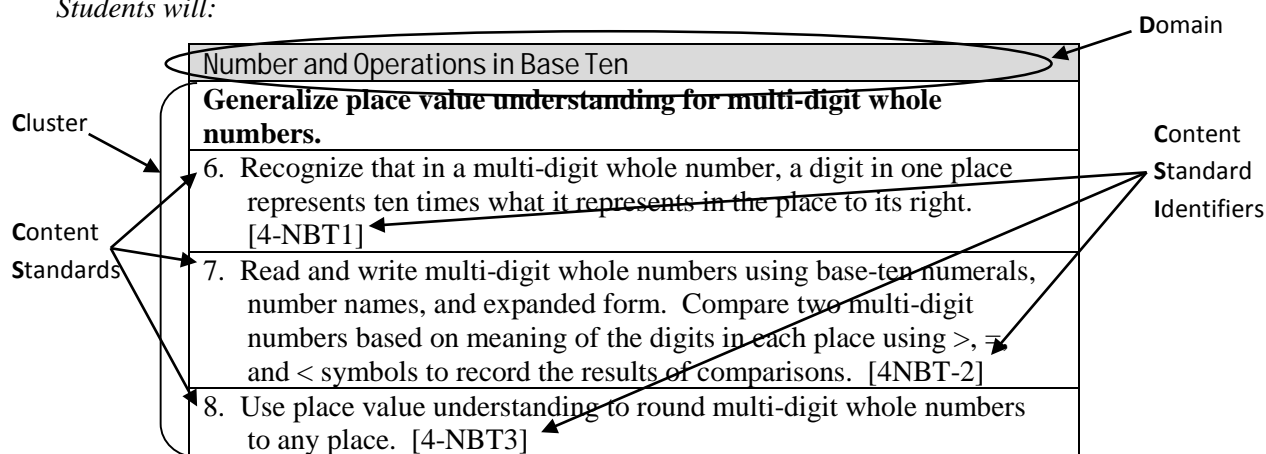 Students will:
Domain
Number and Operations in Base Ten
Generalize place value understanding for multi-digit whole
numbers.
Cluster
6. Recognize that in a multi-digit whole number, a digit in one place
represents ten times what it represents in the place to its right.
[4-NBT1]
Content
Standard
Identifiers
Content
Standards
7. Read and write multi-digit whole numbers using base-ten numerals,
number names, and expanded form. Compare two multi-digit
numbers based on meaning of the digits in each place using >, =,
and < symbols to record the results of comparisons. [4NBT-2]
8. Use place value understanding to round multi-digit whole numbers
to any place. [4-NBT3]